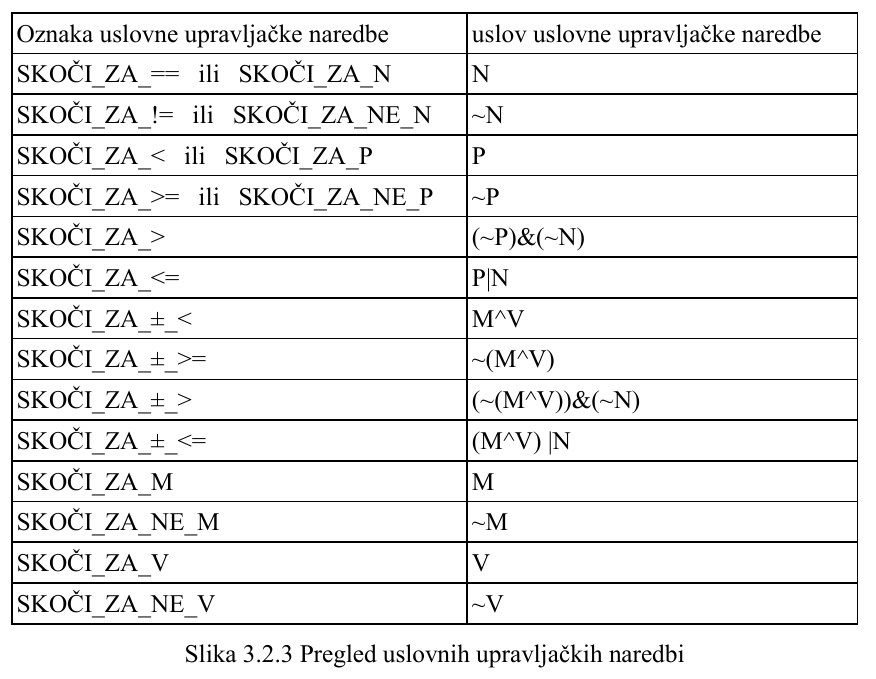 Oznaka uslovne upravljačke naredbe uslov uslovne upravljačke naredbe
SKOČI_ZA_== ili SKOČI_ZA_N N
SKOČI_ZA_!= ili SKOČI_ZA_NE_N ~N
SKOČI_ZA_< ili SKOČI_ZA_P P
SKOČI_ZA_>= ili SKOČI_ZA_NE_P ~P
SKOČI_ZA_> (~P)&(~N)
SKOČI_ZA_<= P|N
SKOČI_ZA_±_< M^V
SKOČI_ZA_±_>= ~(M^V)
SKOČI_ZA_±_> (~(M^V))&(~N)
SKOČI_ZA_±_<= (M^V) |N
SKOČI_ZA_M M
SKOČI_ZA_NE_M ~M
SKOČI_ZA_V V
SKOČI_ZA_NE_V ~V
Slika 3.2.3 Pregled uslovnih upravljačkih naredbi